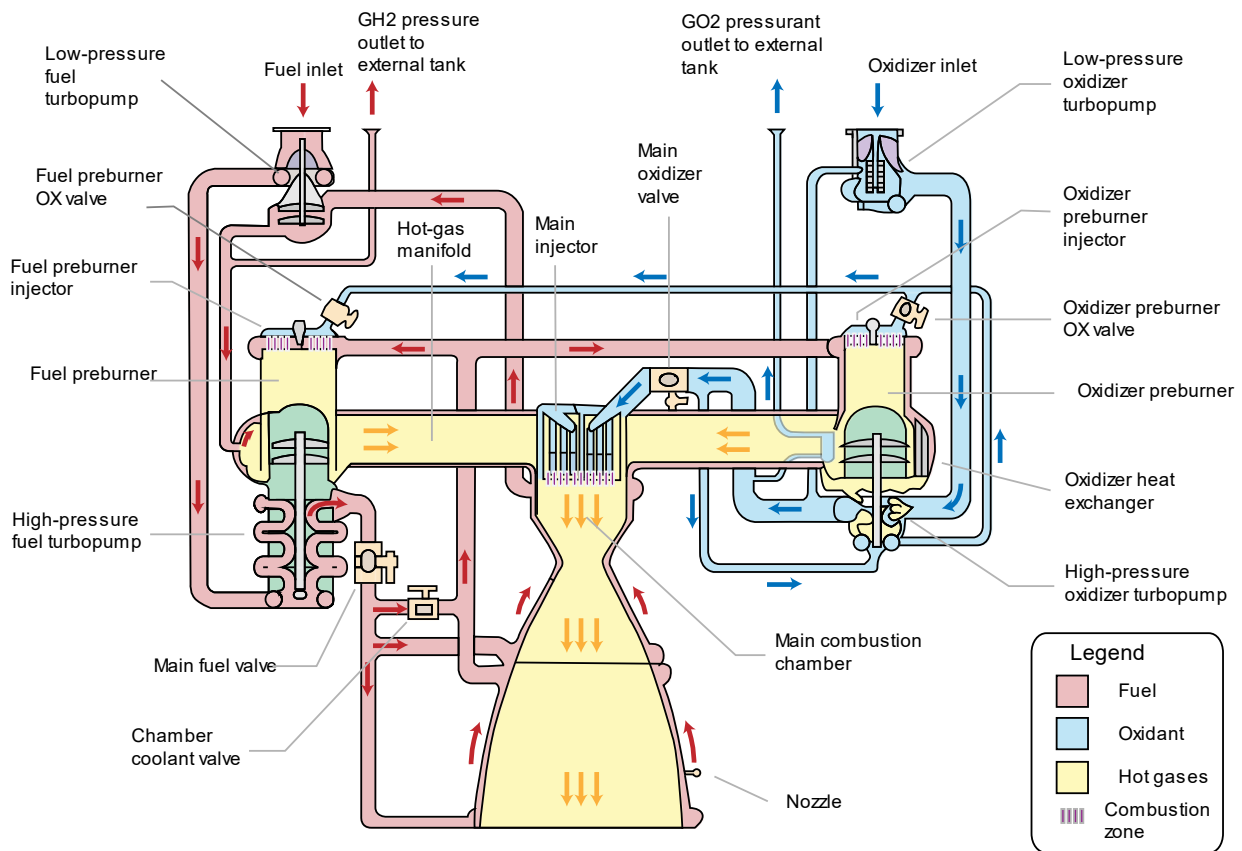 GH2 pressure
outlet to
external tank
GO2 pressurant
outlet to external
tank
Low-pressure
fuel
turbopump
Fuel inlet
Oxidizer inlet
Low-pressure
oxidizer
turbopump
Main
oxidizer
valve
Fuel preburner
OX valve
Oxidizer
preburner
injector
Hot-gas
manifold
Main
injector
Fuel preburner
injector
Oxidizer preburner
OX valve
Fuel preburner
Oxidizer preburner
Oxidizer heat
exchanger
High-pressure
fuel turbopump
High-pressure
oxidizer turbopump
Main fuel valve
Main combustion
chamber
Chamber
coolant valve
Nozzle
Legend
Fuel
Oxidant
Hot gases
Combustion
zone